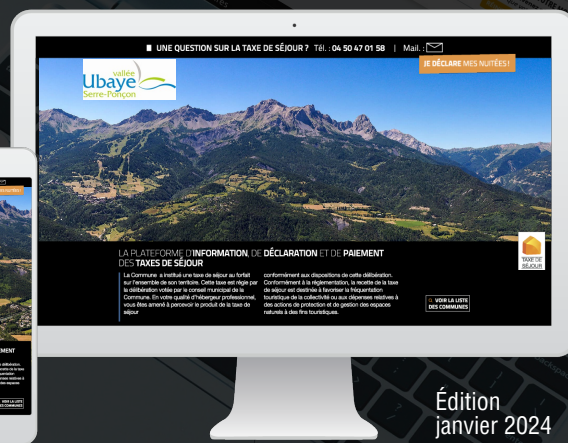 UNE QUESTION SUR LA TAXE DE SÉJOUR ? Tél. : 04 50 47 01 58 | Mail. :
JE DÉCLARE MES NUITÉES !
vallée
Ubaye
Serre-Ponçon
LA PLATEFORME D'INFORMATION, DE DÉCLARATION ET DE PAIEMENT
DES TAXES DE SÉJOUR
La Commune a institué une taxe de séjour au forfait
sur l'ensemble de son territoire. Cette taxe est régie par
la délibération votée par le conseil municipal de la
Commune. En votre qualité d'hébergeur professionnel,
vous êtes amené à percevoir le produit de la taxe de
séjour
conformément aux dispositions de cette délibération.
Conformément à la règlementation, la recette de la taxe
de séjour est destinée à favoriser la fréquentation
touristique de la collectivité ou aux dépenses relatives à
des actions de protection et de gestion des espaces
naturels à des fins touristiques.
TAXE DE
SÉJOUR
VOIR LA LISTE
DES COMMUNES
Édition
janvier 2024